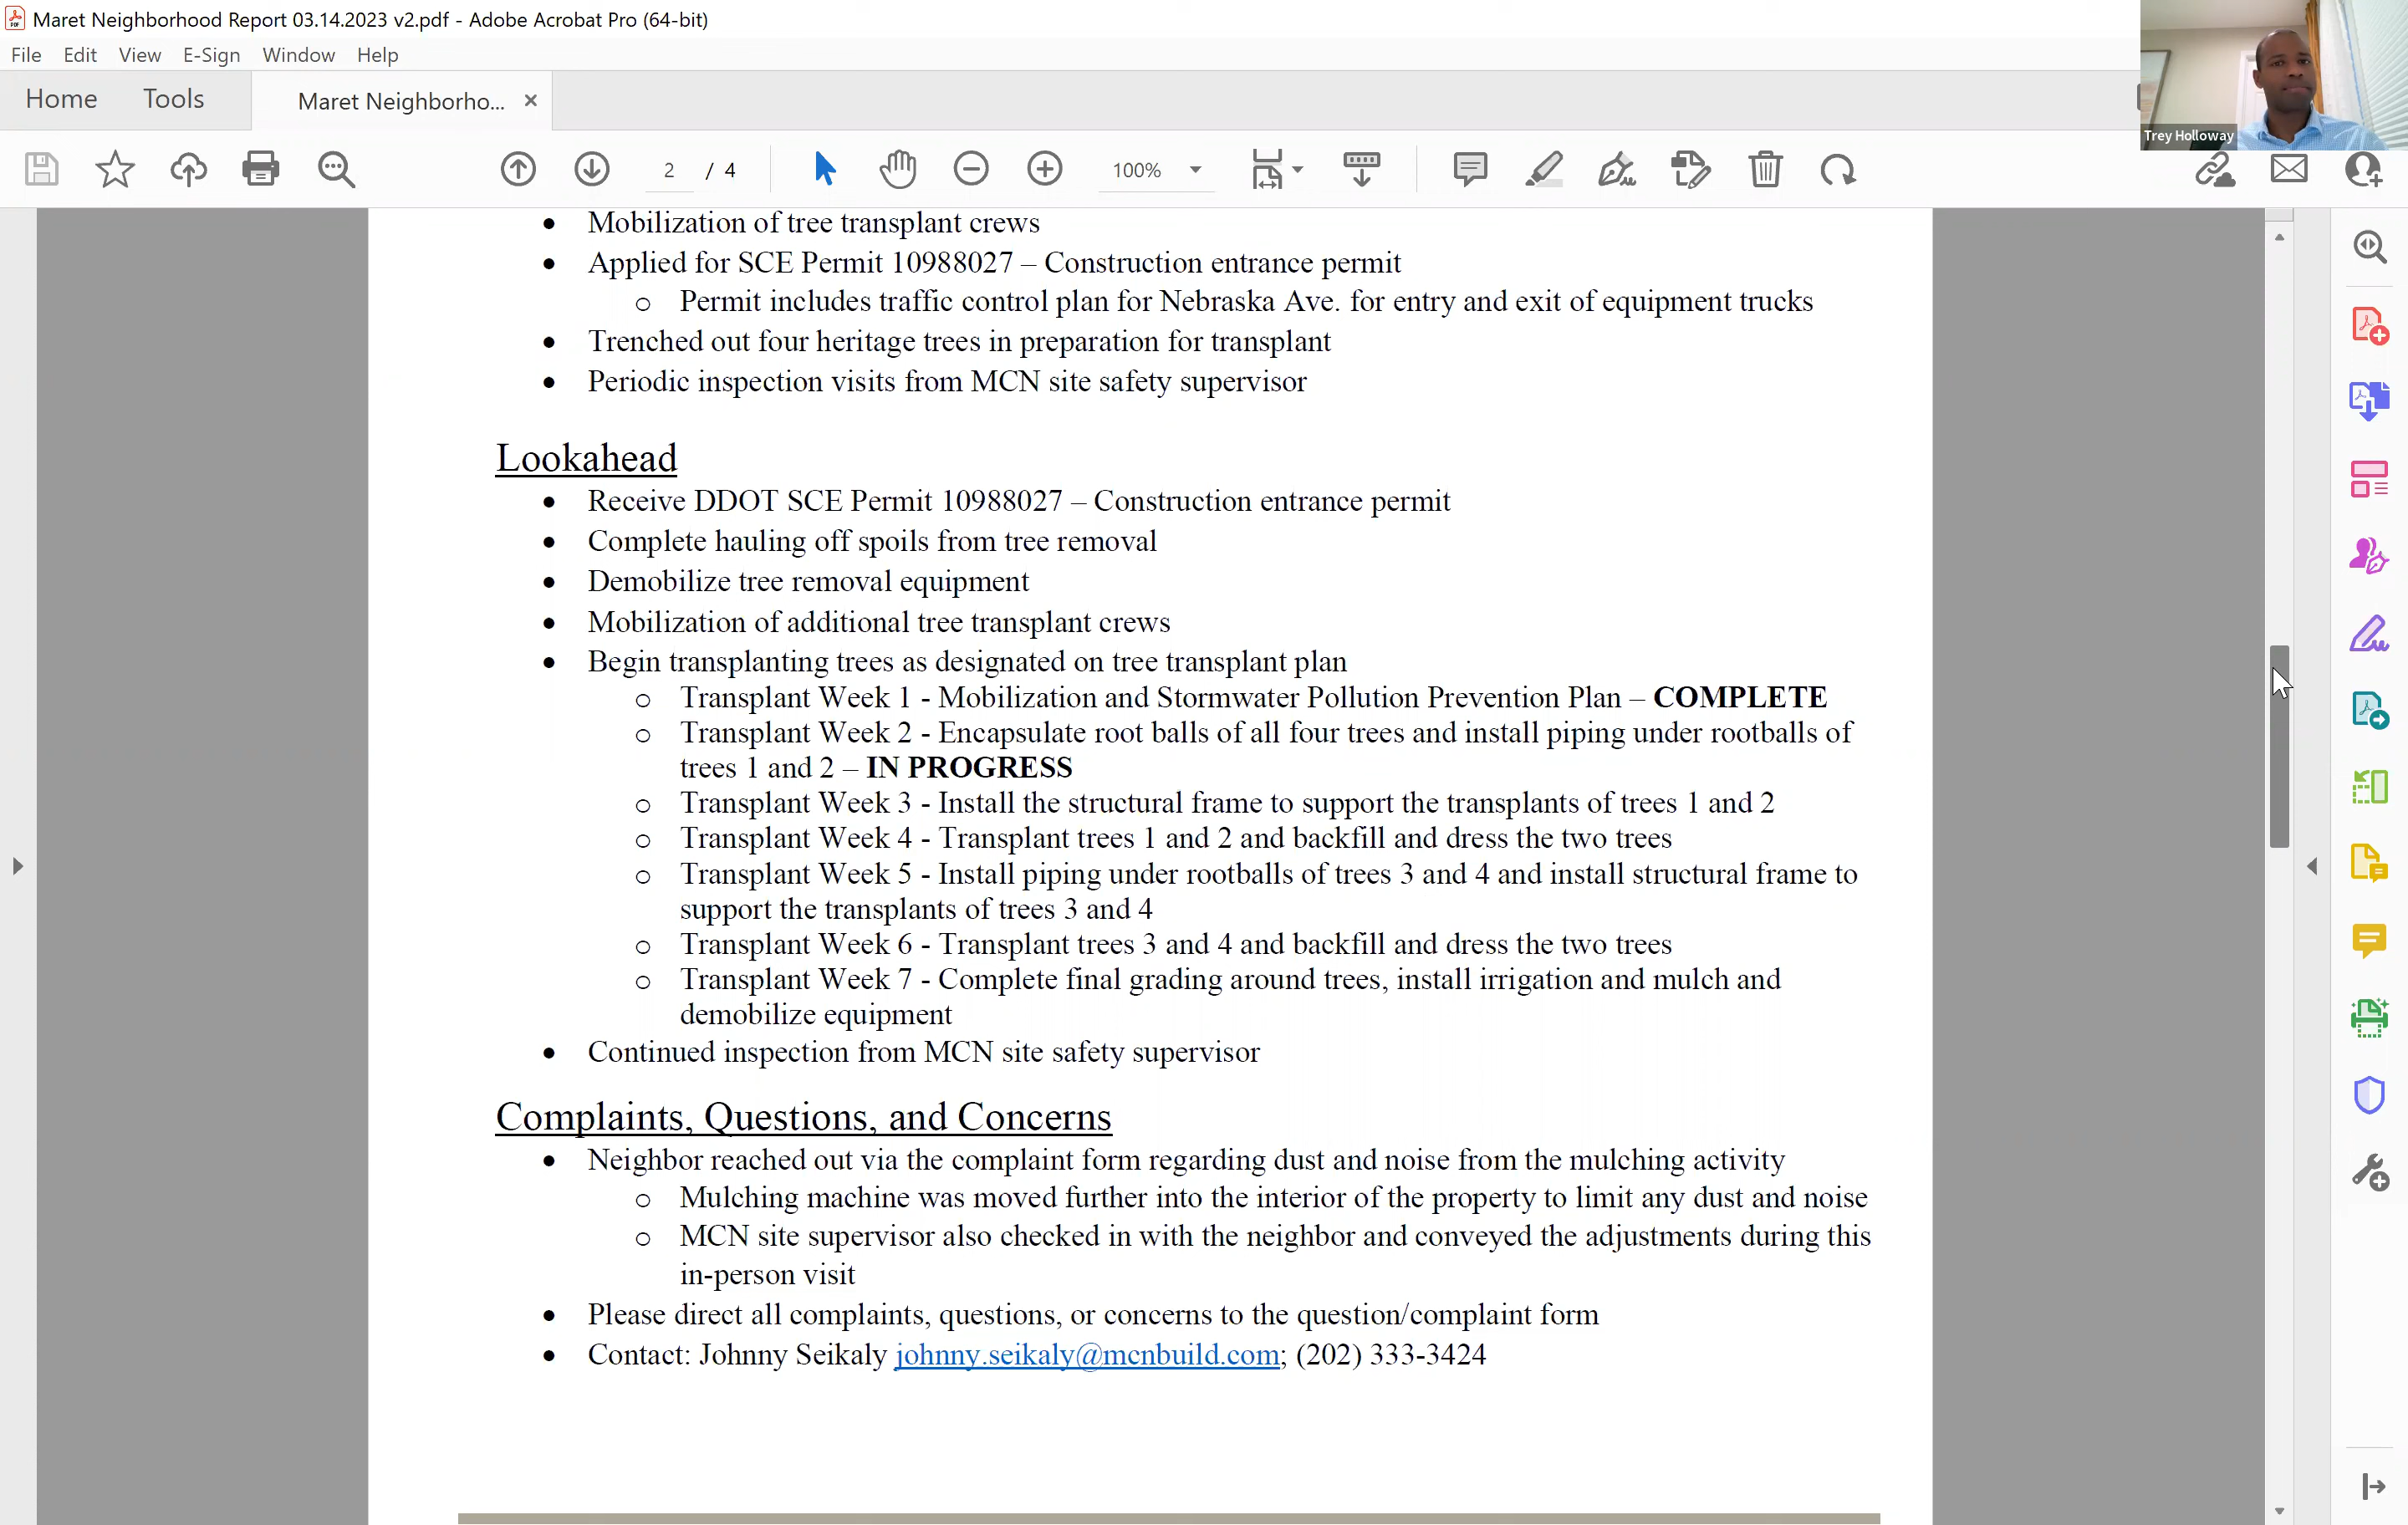 Maret Neighborhood Report 03.14.2023 v2.pdf - Adobe Acrobat Pro (64-bit)
File Edit View E-Sign Window Help
Home Tools Maret Neighborho... ×
2 / 4 100%
Trey Holloway
• Mobilization of tree transplant crews
• Applied for SCE Permit 10988027 – Construction entrance permit
o Permit includes traffic control plan for Nebraska Ave. for entry and exit of equipment trucks
• Trenched out four heritage trees in preparation for transplant
• Periodic inspection visits from MCN site safety supervisor
Lookahead
• Receive DDOT SCE Permit 10988027 – Construction entrance permit
• Complete hauling off spoils from tree removal
• Demobilize tree removal equipment
• Mobilization of additional tree transplant crews
• Begin transplanting trees as designated on tree transplant plan
o Transplant Week 1 - Mobilization and Stormwater Pollution Prevention Plan – COMPLETE
o Transplant Week 2 - Encapsulate root balls of all four trees and install piping under rootballs of
trees 1 and 2 – IN PROGRESS
o Transplant Week 3 - Install the structural frame to support the transplants of trees 1 and 2
o Transplant Week 4 - Transplant trees 1 and 2 and backfill and dress the two trees
o Transplant Week 5 - Install piping under rootballs of trees 3 and 4 and install structural frame to
support the transplants of trees 3 and 4
o Transplant Week 6 - Transplant trees 3 and 4 and backfill and dress the two trees
o Transplant Week 7 - Complete final grading around trees, install irrigation and mulch and
demobilize equipment
• Continued inspection from MCN site safety supervisor
Complaints, Questions, and Concerns
• Neighbor reached out via the complaint form regarding dust and noise from the mulching activity
o Mulching machine was moved further into the interior of the property to limit any dust and noise
o MCN site supervisor also checked in with the neighbor and conveyed the adjustments during this
in-person visit
• Please direct all complaints, questions, or concerns to the question/complaint form
• Contact: Johnny Seikaly johnny.seikaly@mcnbuild.com; (202) 333-3424